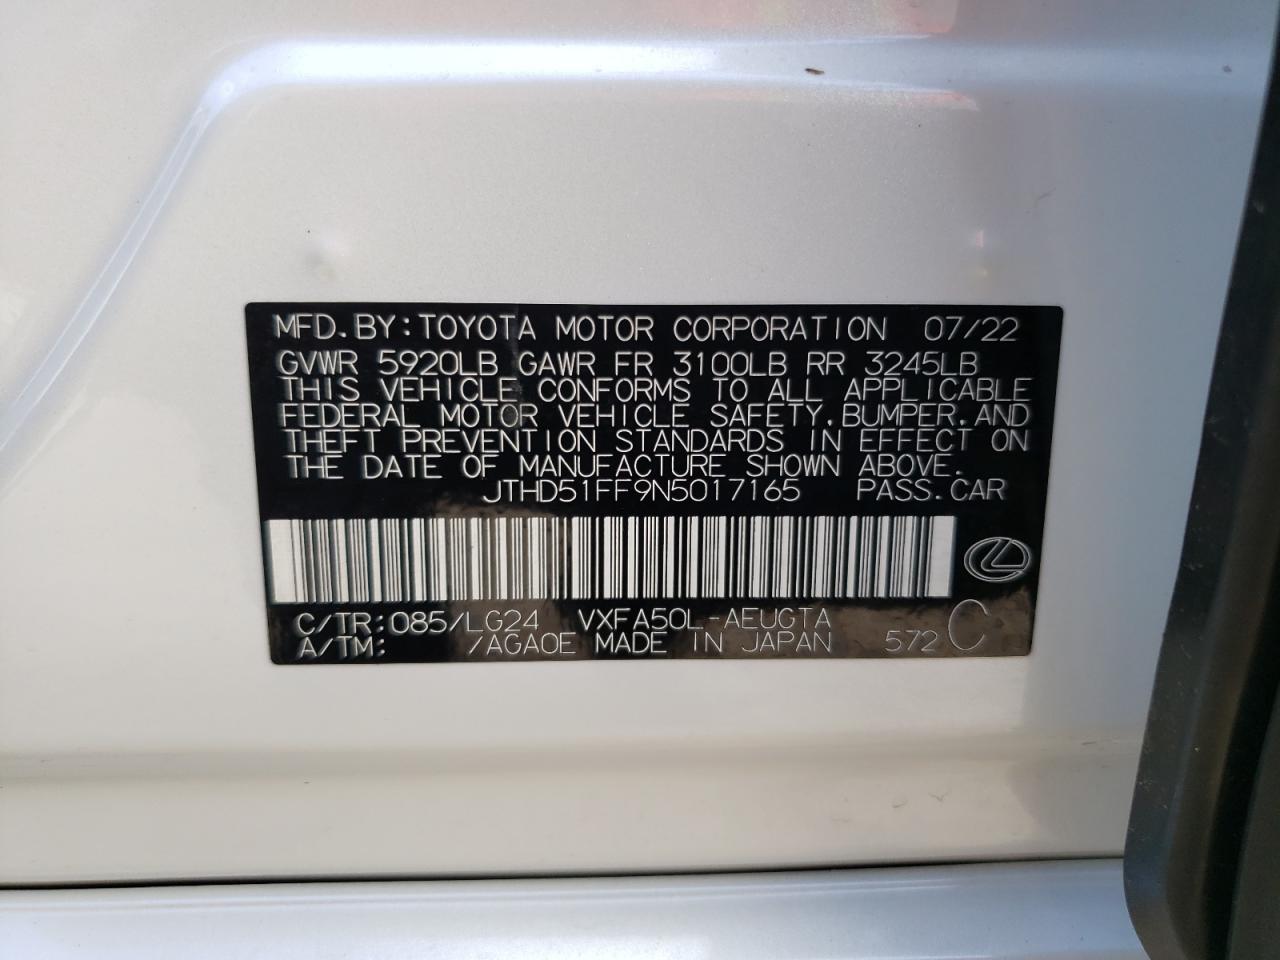 MFD.BY:TOYOTA MOTOR CORPORATION 07/22
GVWR 5920LB GAWR FR 3100LB RR 3245LB
THIS VEHICLE CONFORMS TO ALL APPLICABLE
FEDERAL MOTOR VEHICLE SAFETY,BUMPER,AND
THEFT PREVENTION STANDARDS IN EFFECT ON
THE DATE OF MANUFACTURE SHOWN ABOVE.
JTHD51FF9N5017165 PASS.CAR
C/TR:085/LG24 VXFA50L-AEUGTA
A/TM: /AGA0E MADE IN JAPAN 572 C